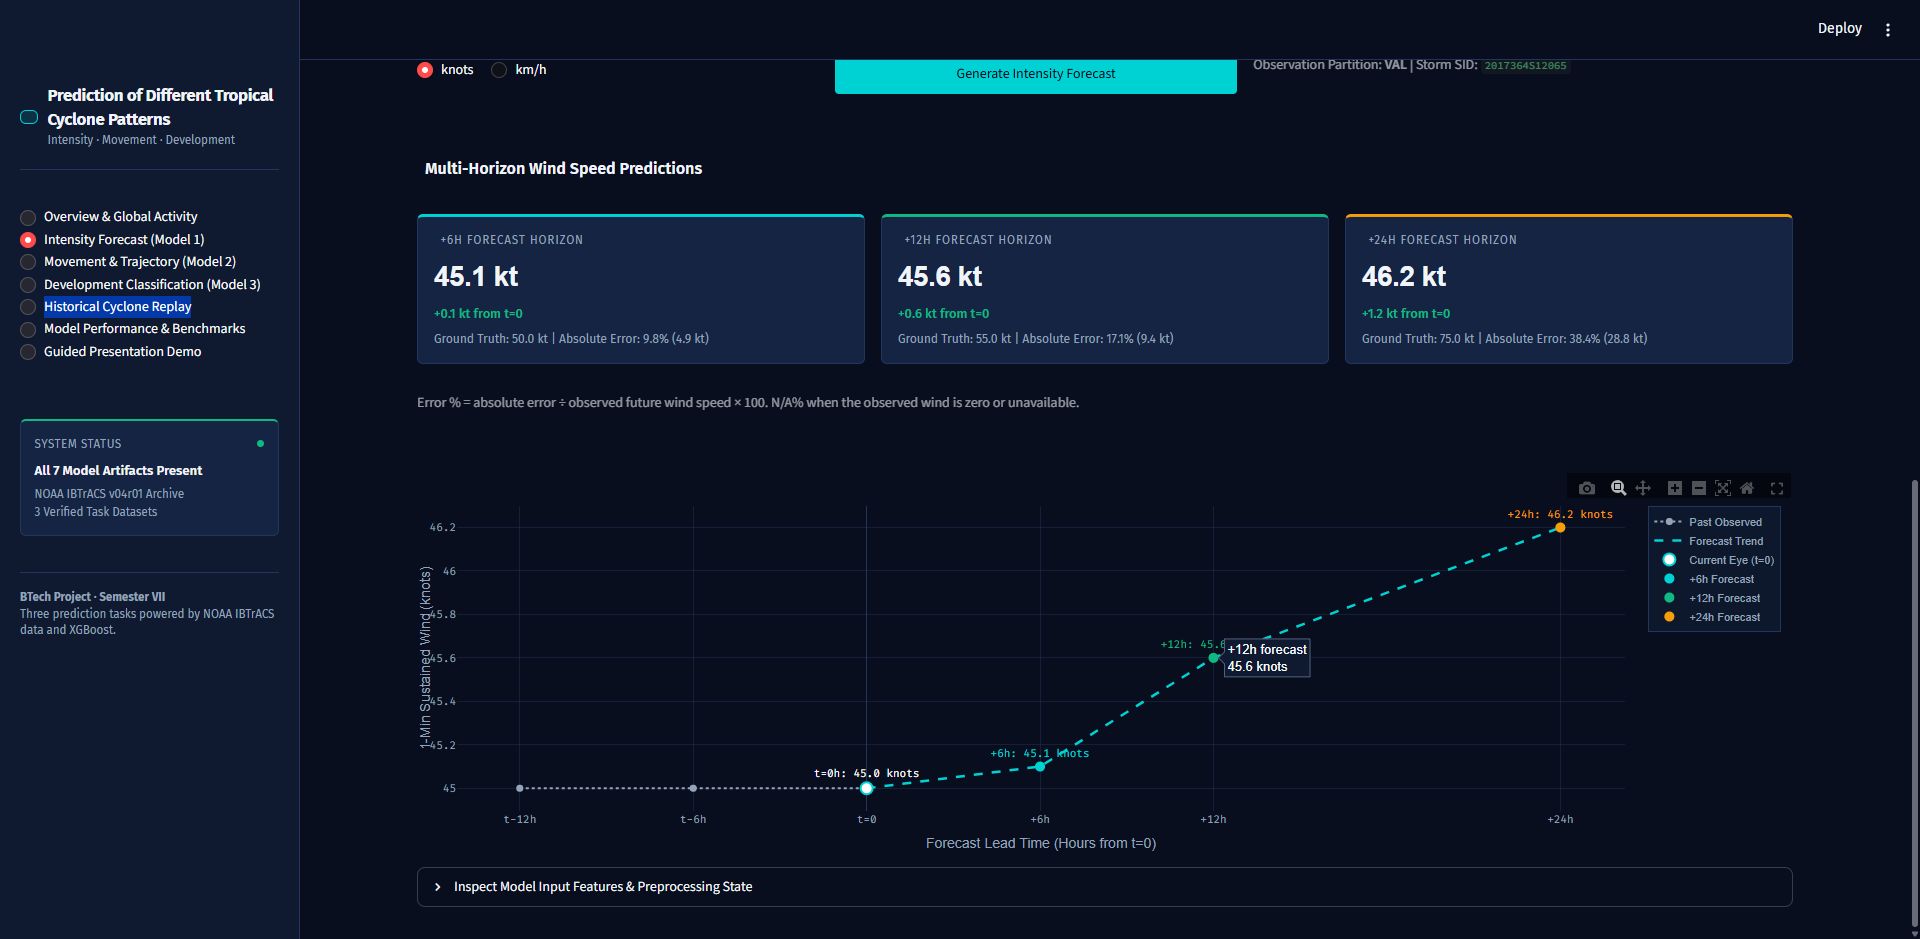 Deploy
Prediction of Different Tropical
Cyclone Patterns
Intensity · Movement · Development
Overview & Global Activity
Intensity Forecast (Model 1)
Movement & Trajectory (Model 2)
Development Classification (Model 3)
Historical Cyclone Replay
Model Performance & Benchmarks
Guided Presentation Demo
SYSTEM STATUS
All 7 Model Artifacts Present
NOAA IBTrACS v04r01 Archive
3 Verified Task Datasets
BTech Project · Semester VII
Three prediction tasks powered by NOAA IBTrACS
data and XGBoost.
knots km/h
Generate Intensity Forecast
Observation Partition: VAL | Storm SID: 2017364S12065
Multi-Horizon Wind Speed Predictions
+6H FORECAST HORIZON
45.1 kt
+0.1 kt from t=0
Ground Truth: 50.0 kt | Absolute Error: 9.8% (4.9 kt)
+12H FORECAST HORIZON
45.6 kt
+0.6 kt from t=0
Ground Truth: 55.0 kt | Absolute Error: 17.1% (9.4 kt)
+24H FORECAST HORIZON
46.2 kt
+1.2 kt from t=0
Ground Truth: 75.0 kt | Absolute Error: 38.4% (28.8 kt)
Error % = absolute error ÷ observed future wind speed × 100. N/A% when the observed wind is zero or unavailable.
1-Min Sustained Wind (knots)
46.2
46
45.8
45.6
45.4
45.2
45
t=0h: 45.0 knots
+6h: 45.1 knots
+12h: 45.6
+12h forecast
45.6 knots
+24h: 46.2 knots
Past Observed
Forecast Trend
Current Eye (t=0)
+6h Forecast
+12h Forecast
+24h Forecast
t-12h
t-6h
t=0
+6h
+12h
+24h
Forecast Lead Time (Hours from t=0)
Inspect Model Input Features & Preprocessing State